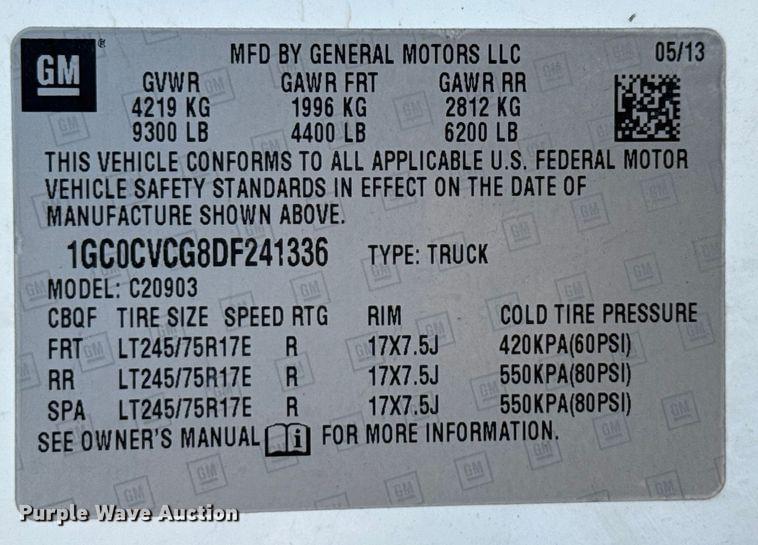 GM®
MFD BY GENERAL MOTORS LLC 05/13
GVWR GAWR FRT GAWR RR
4219 KG 1996 KG 2812 KG
9300 LB 4400 LB 6200 LB
THIS VEHICLE CONFORMS TO ALL APPLICABLE U.S. FEDERAL MOTOR
VEHICLE SAFETY STANDARDS IN EFFECT ON THE DATE OF
MANUFACTURE SHOWN ABOVE.
1GC0CVCG8DF241336 TYPE: TRUCK
MODEL: C20903
CBQF TIRE SIZE SPEED RTG RIM COLD TIRE PRESSURE
FRT LT245/75R17E R 17X7.5J 420KPA(60PSI)
RR LT245/75R17E R 17X7.5J 550KPA(80PSI)
SPA LT245/75R17E R 17X7.5J 550KPA(80PSI)
SEE OWNER'S MANUAL i FOR MORE INFORMATION.
Purple Wave Auction